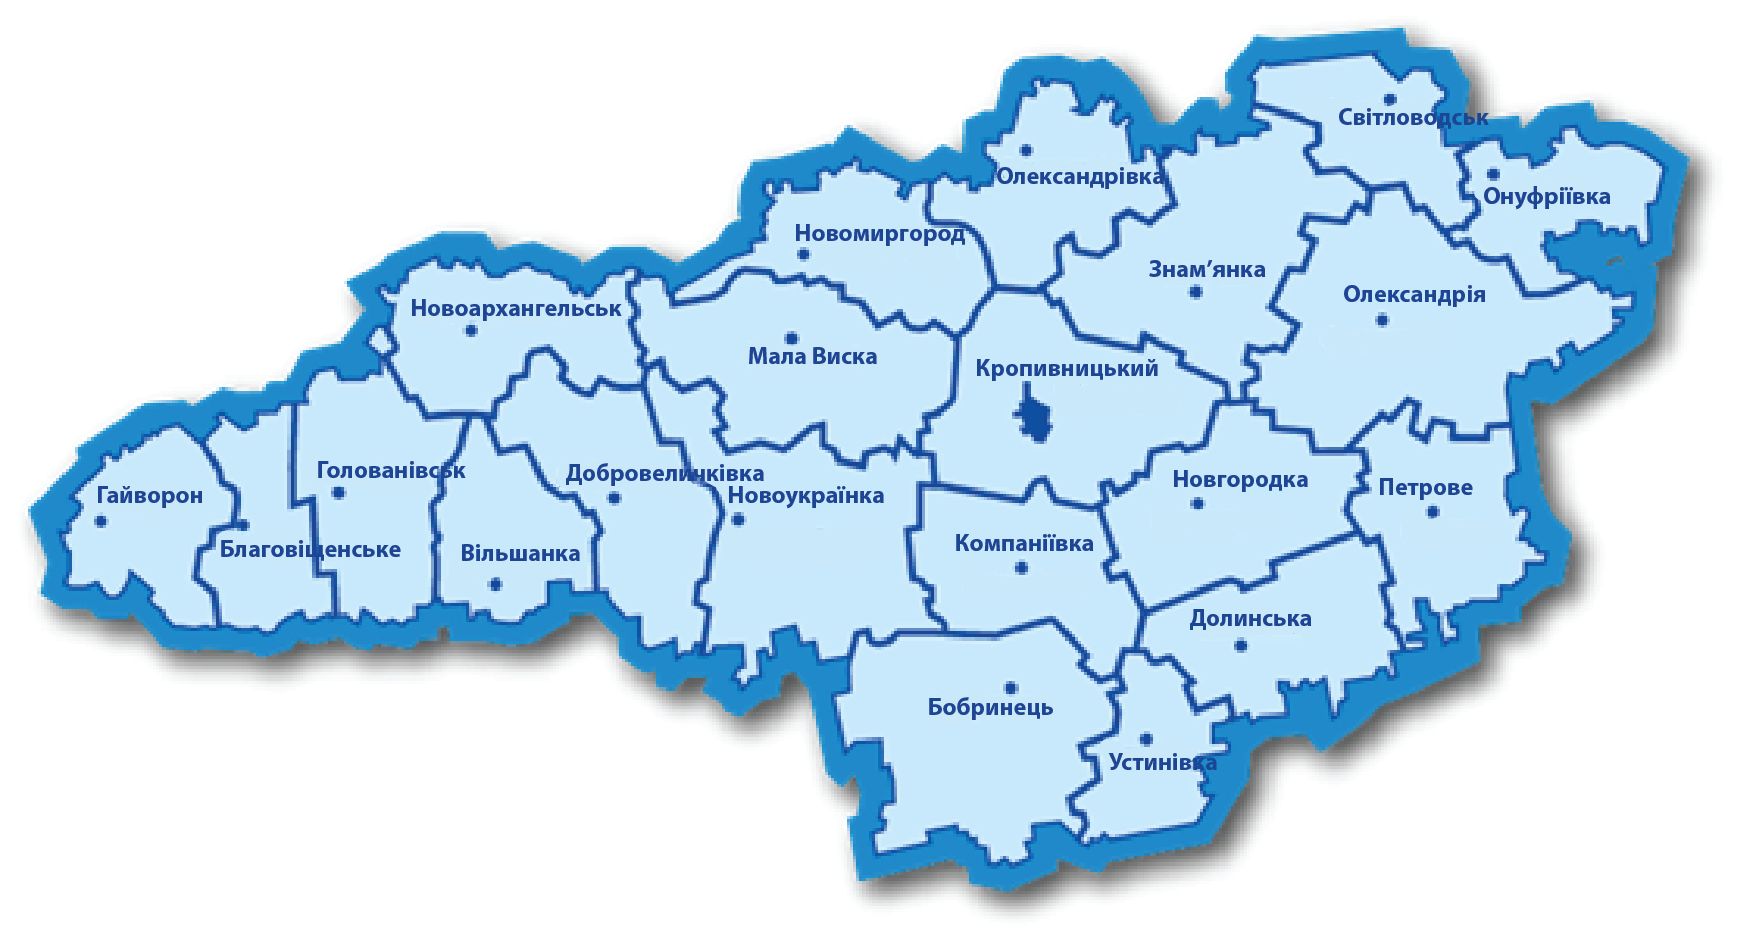 Світловодськ
Олександрівка
Онуфріївка
Новомиргород
Знам’янка
Олександрія
Новоархангельськ
Мала Виска
Кропивницький
Голованівськ
Добровеличківка
Новгородка
Петрове
Гайворон
Новоукраїнка
Благовіщенське
Вільшанка
Компаніївка
Долинська
Бобринець
Устинівка